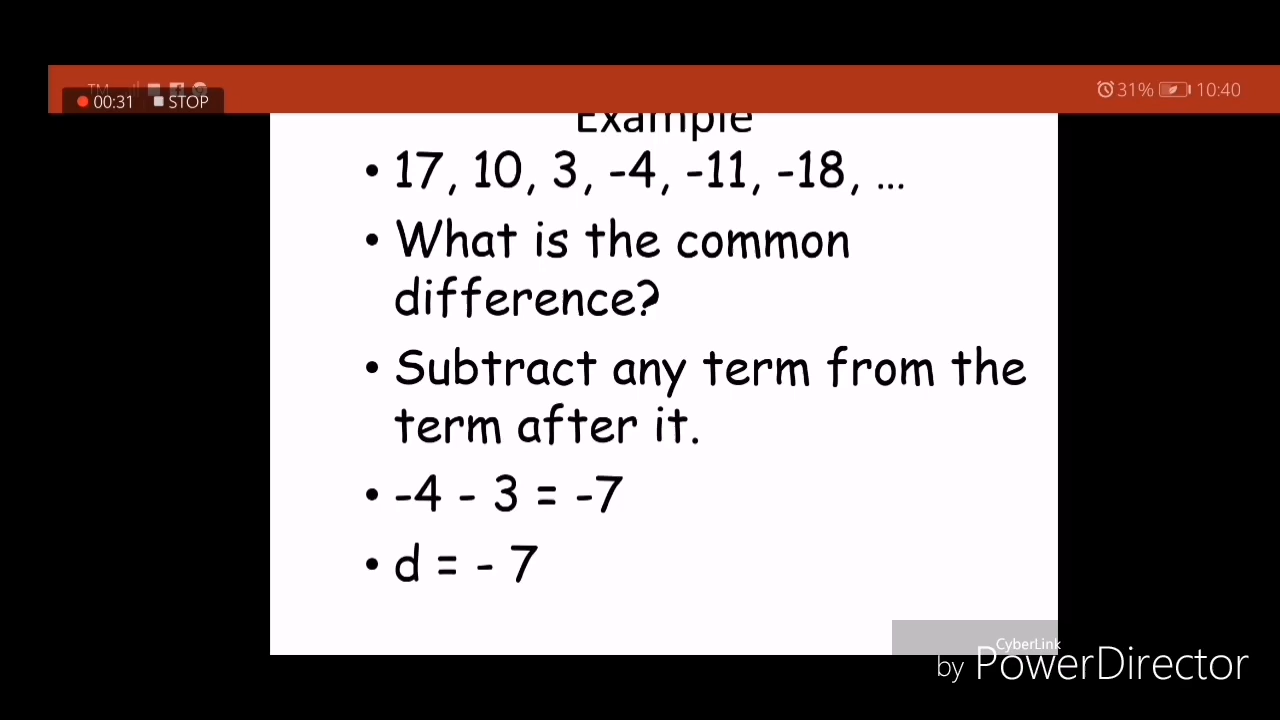 TM 31% 10:40
00:31 STOP
Example
• 17, 10, 3, -4, -11, -18, ...
• What is the common
difference?
• Subtract any term from the
term after it.
• -4 - 3 = -7
• d = - 7
CyberLink
by PowerDirector